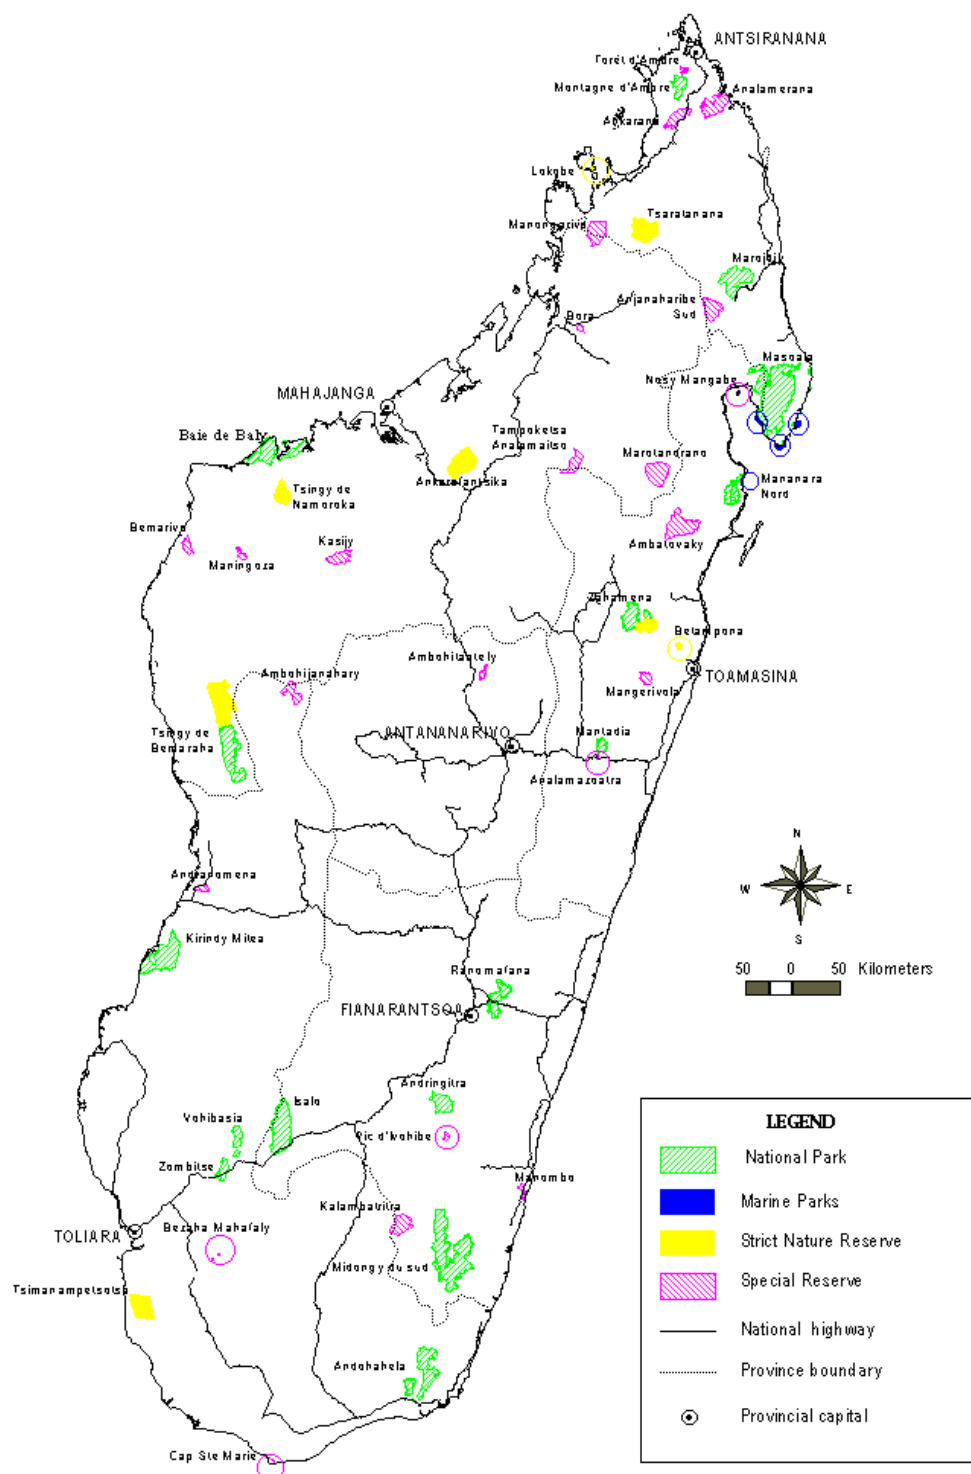 ANTSIRANANA
Forêt d'Ambre
Montagne d'Ambre
Analamerana
Ankarana
Lokobe
Manongarivo
Tsaratanana
Marojejy
Anjanaharibe
Sud
Bora
Masoala
Nosy Mangabe
MAHAJANGA
Baie de Baly
Tampoketsa
Analamaitso
Marotandrano
Ankarafantsika
Mananara
Nord
Tsingy de
Namoroka
Bemarivo
Maningoza
Kasijy
Ambatovaky
Zahamena
Betampona
Ambohijanahary
Ambohitantely
Mangerivola
TOAMASINA
Tsingy de
Bemaraha
ANTANANARIVO
Mantadia
Analamazoatra
Andranomena
N
W
E
S
Kirindy Mitea
Ranomafana
50 0 50 Kilometers
FIANARANTSOA
Andringitra
Isalo
Vohibasia
Pic d'Ivohibe
Zombitse
Manombo
Kalambatritra
TOLIARA
Bezaha Mahafaly
Midongy du sud
Tsimanampetsotsa
Andohahela
Cap Ste Marie
LEGEND
National Park
Marine Parks
Strict Nature Reserve
Special Reserve
National highway
Province boundary
Provincial capital